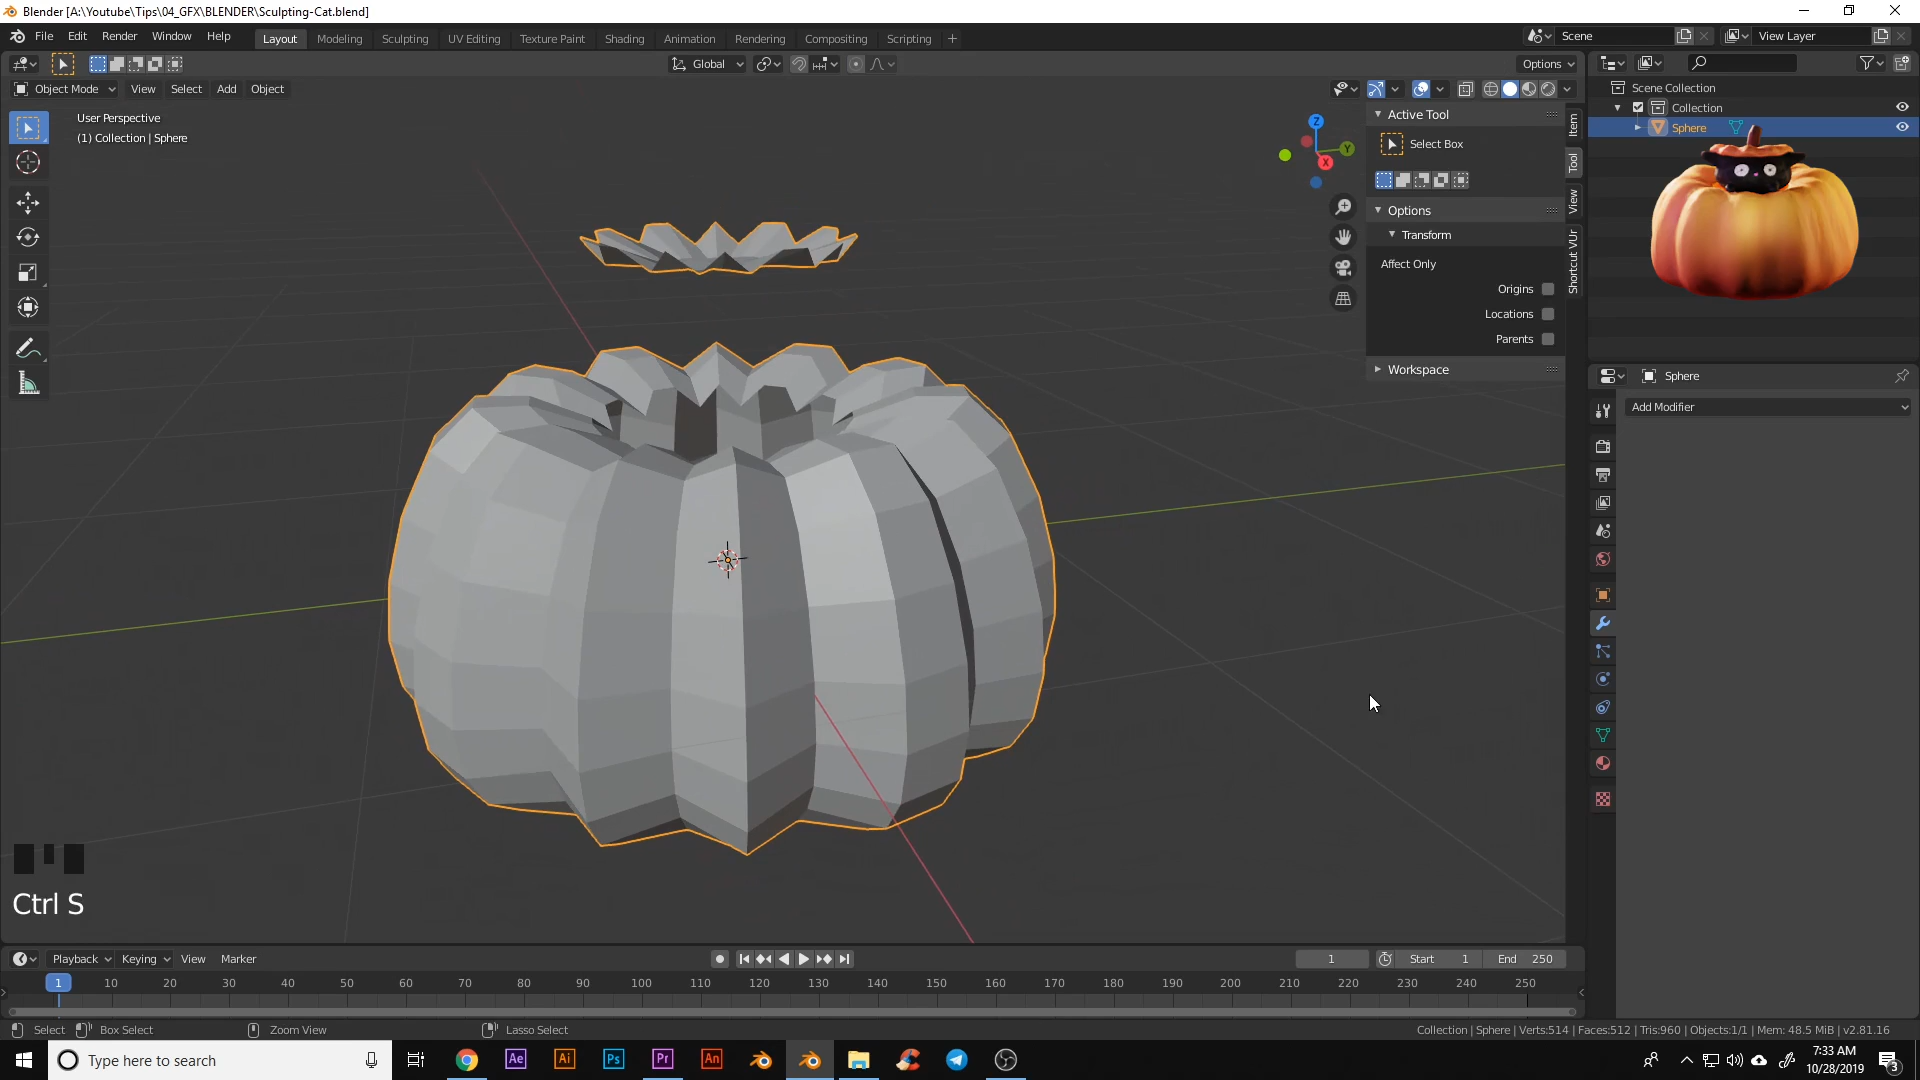 Blender [A:\Youtube\Tips\04_GFX\BLENDER\Sculpting-Cat.blend]
File Edit Render Window Help Layout Modeling Sculpting UV Editing Texture Paint Shading Animation Rendering Compositing Scripting + Scene View Layer
Global Options
Object Mode View Select Add Object
User Perspective
(1) Collection | Sphere
Z
Y
X
Active Tool
Select Box
Options
Transform
Affect Only
Origins
Locations
Parents
Workspace
Item
Tool
View
Shortcut VUr
Scene Collection
Collection
Sphere
Sphere
Add Modifier
Ctrl S
Playback Keying View Marker 1 Start 1 End 250
1 10 20 30 40 50 60 70 80 90 100 110 120 130 140 150 160 170 180 190 200 210 220 230 240 250
Select Box Select Zoom View Lasso Select Collection | Sphere | Verts:514 | Faces:512 | Tris:960 | Objects:1/1 | Mem: 48.5 MiB | v2.81.16
Type here to search
Ae Ai Ps Pr An
7:33 AM
10/28/2019
3